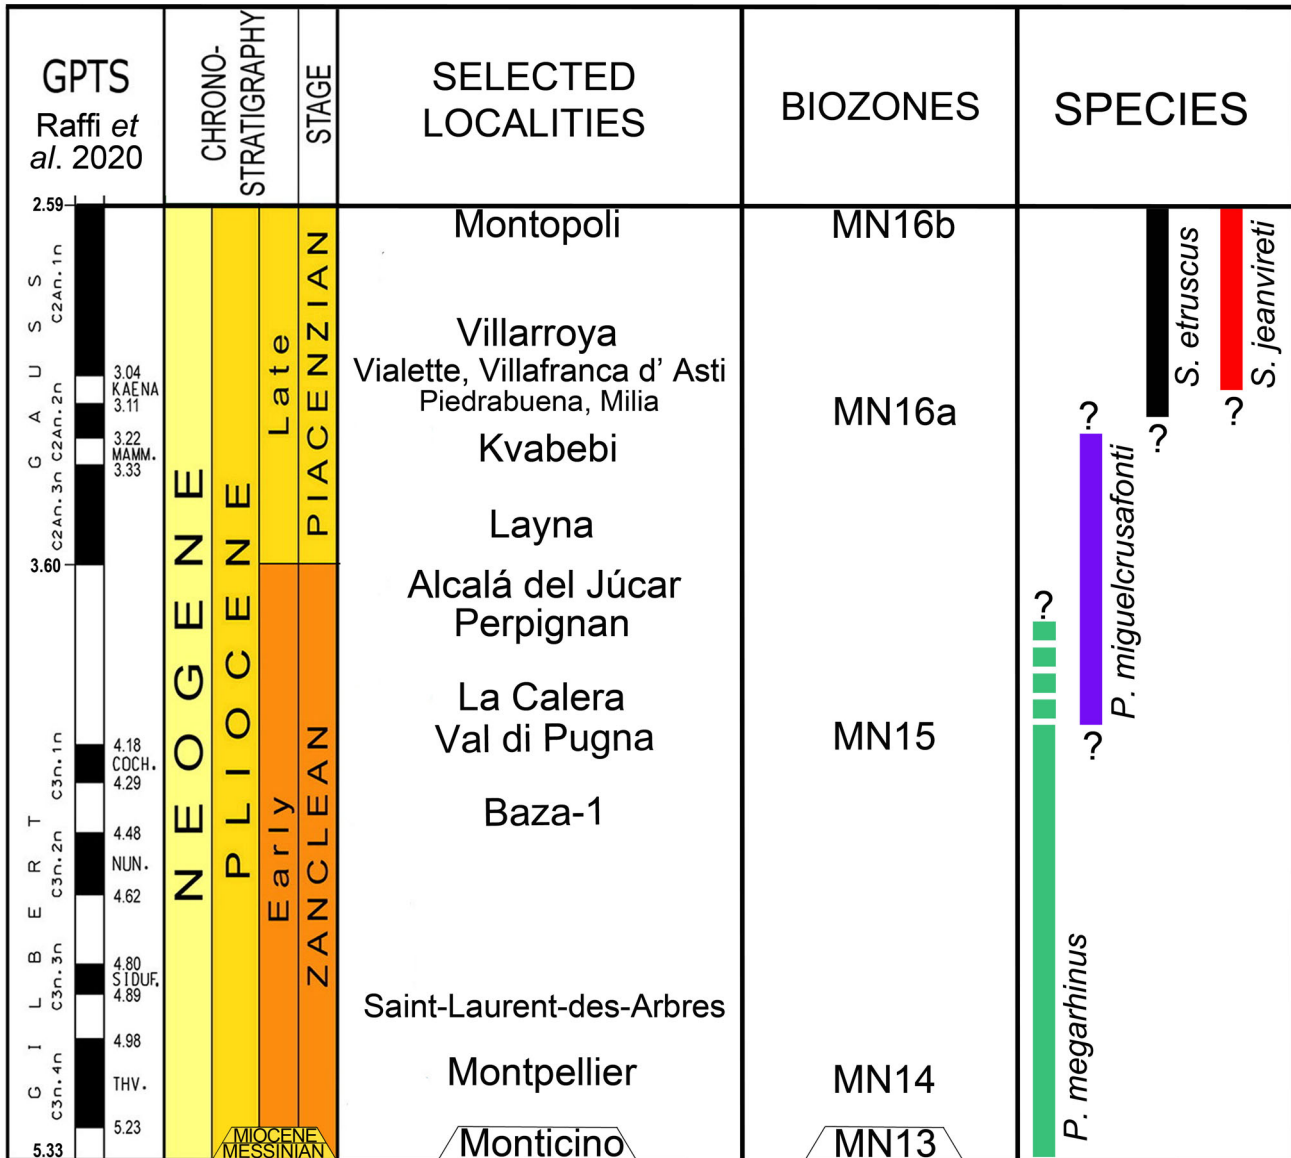 GPTS
Raffi et
al. 2020
CHRONO-
STRATIGRAPHY
STAGE
SELECTED
LOCALITIES
BIOZONES
SPECIES
2.59
3.04
KAENA
3.11
3.22
MAMM.
3.33
3.60
4.18
COCH.
4.29
4.48
NUN.
4.62
4.80
SIDUF.
4.89
4.98
THV.
5.23
5.33
GAUSS
GILBERT
C2An.1n
C2An.2n
C2An.3n
C3n.1n
C3n.2n
C3n.3n
C3n.4n
NEOGENE
PLIOCENE
Late
Early
PIACENZIAN
ZANCLEAN
MIOCENE
MESSINIAN
Montopoli
Villarroya
Vialette, Villafranca d’ Asti
Piedrabuena, Milia
Kvabebi
Layna
Alcalá del Júcar
Perpignan
La Calera
Val di Pugna
Baza-1
Saint-Laurent-des-Arbres
Montpellier
Monticino
MN16b
MN16a
MN15
MN14
MN13
S. etruscus
?
S. jeanvireti
?
?
P. miguelcrusafonti
?
?
P. megarhinus